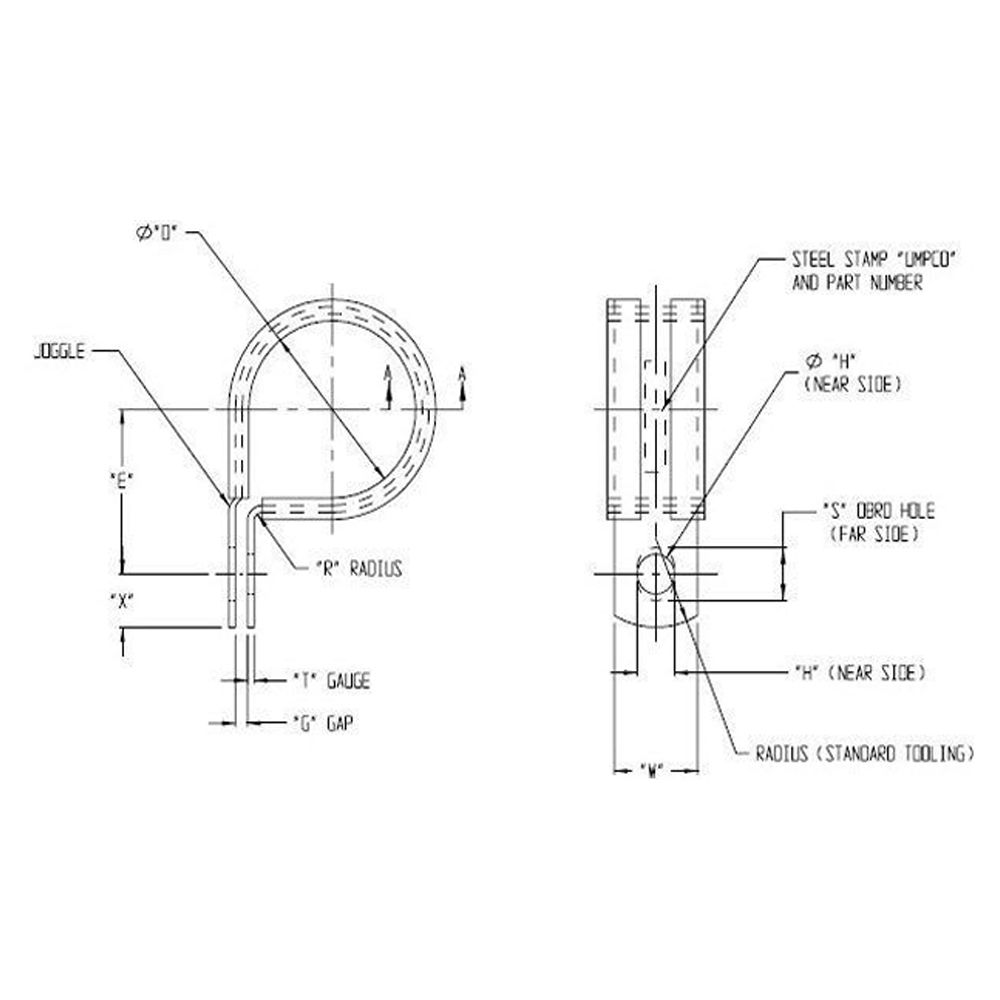 Ø"D"
STEEL STAMP "UMPCO"
AND PART NUMBER
JOGGLE
A A
Ø "H"
(NEAR SIDE)
"E"
"S" OBRD HOLE
(FAR SIDE)
"R" RADIUS
"X"
"T" GAUGE
"H" (NEAR SIDE)
"G" GAP
RADIUS (STANDARD TOOLING)
"W"